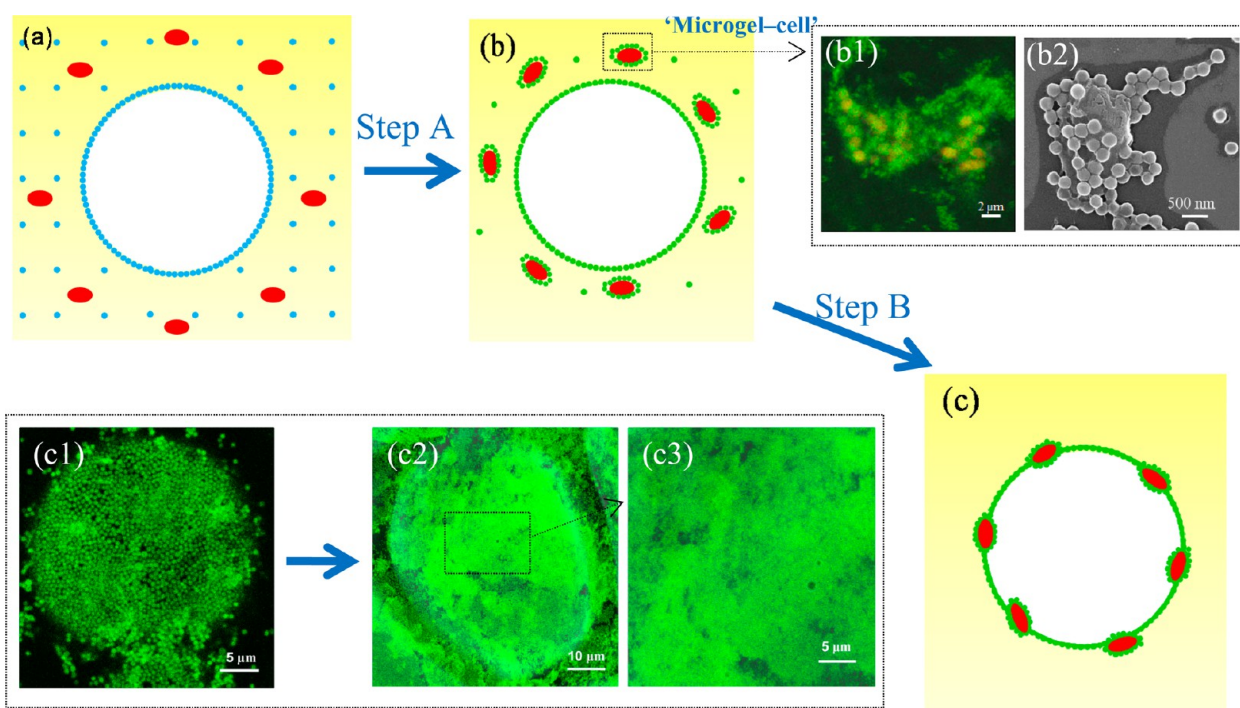 (a)
Step A
(b)
'Microgel–cell'
(b1)
2 μm
(b2)
500 nm
Step B
(c)
(c1)
5 μm
(c2)
10 μm
(c3)
5 μm